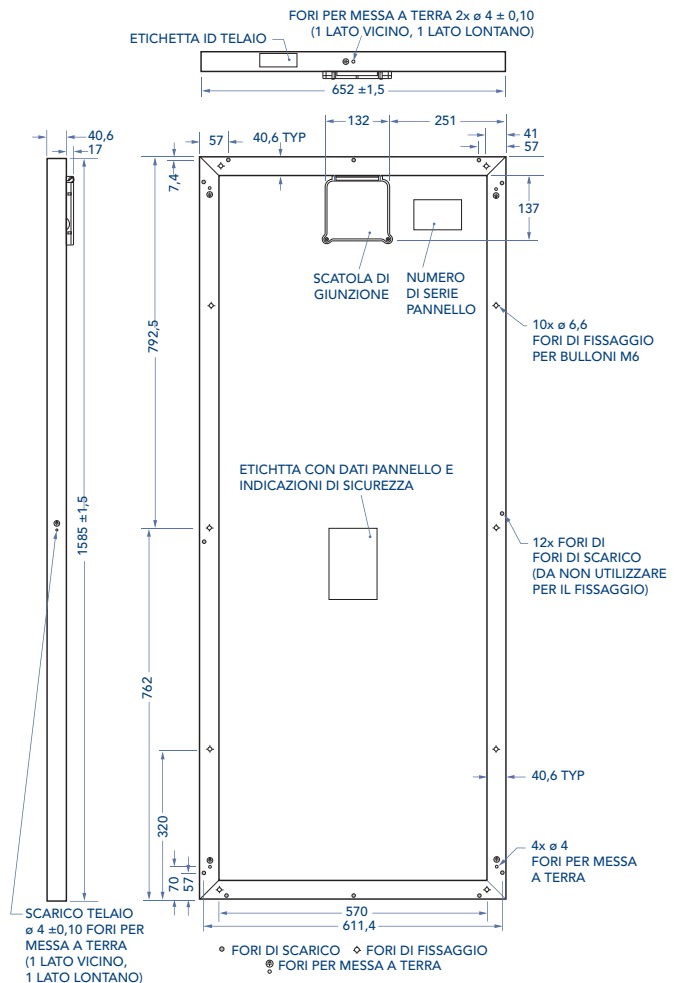 FORI PER MESSA A TERRA 2x ø 4 ± 0,10
(1 LATO VICINO, 1 LATO LONTANO)
ETICHETTA ID TELAIO
652 ±1,5
132
251
40,6
17
57
40,6 TYP
41
57
7,4
137
SCATOLA DI
GIUNZIONE
NUMERO
DI SERIE
PANNELLO
792,5
10x ø 6,6
FORI DI FISSAGGIO
PER BULLONI M6
ETICHTTA CON DATI PANNELLO E
INDICAZIONI DI SICUREZZA
1585 ±1,5
12x FORI DI
FORI DI SCARICO
(DA NON UTILIZZARE
PER IL FISSAGGIO)
762
40,6 TYP
320
4x ø 4
FORI PER MESSA
A TERRA
70
57
SCARICO TELAIO
ø 4 ±0,10 FORI PER
MESSA A TERRA
(1 LATO VICINO,
1 LATO LONTANO)
570
611,4
FORI DI SCARICO FORI DI FISSAGGIO
FORI PER MESSA A TERRA